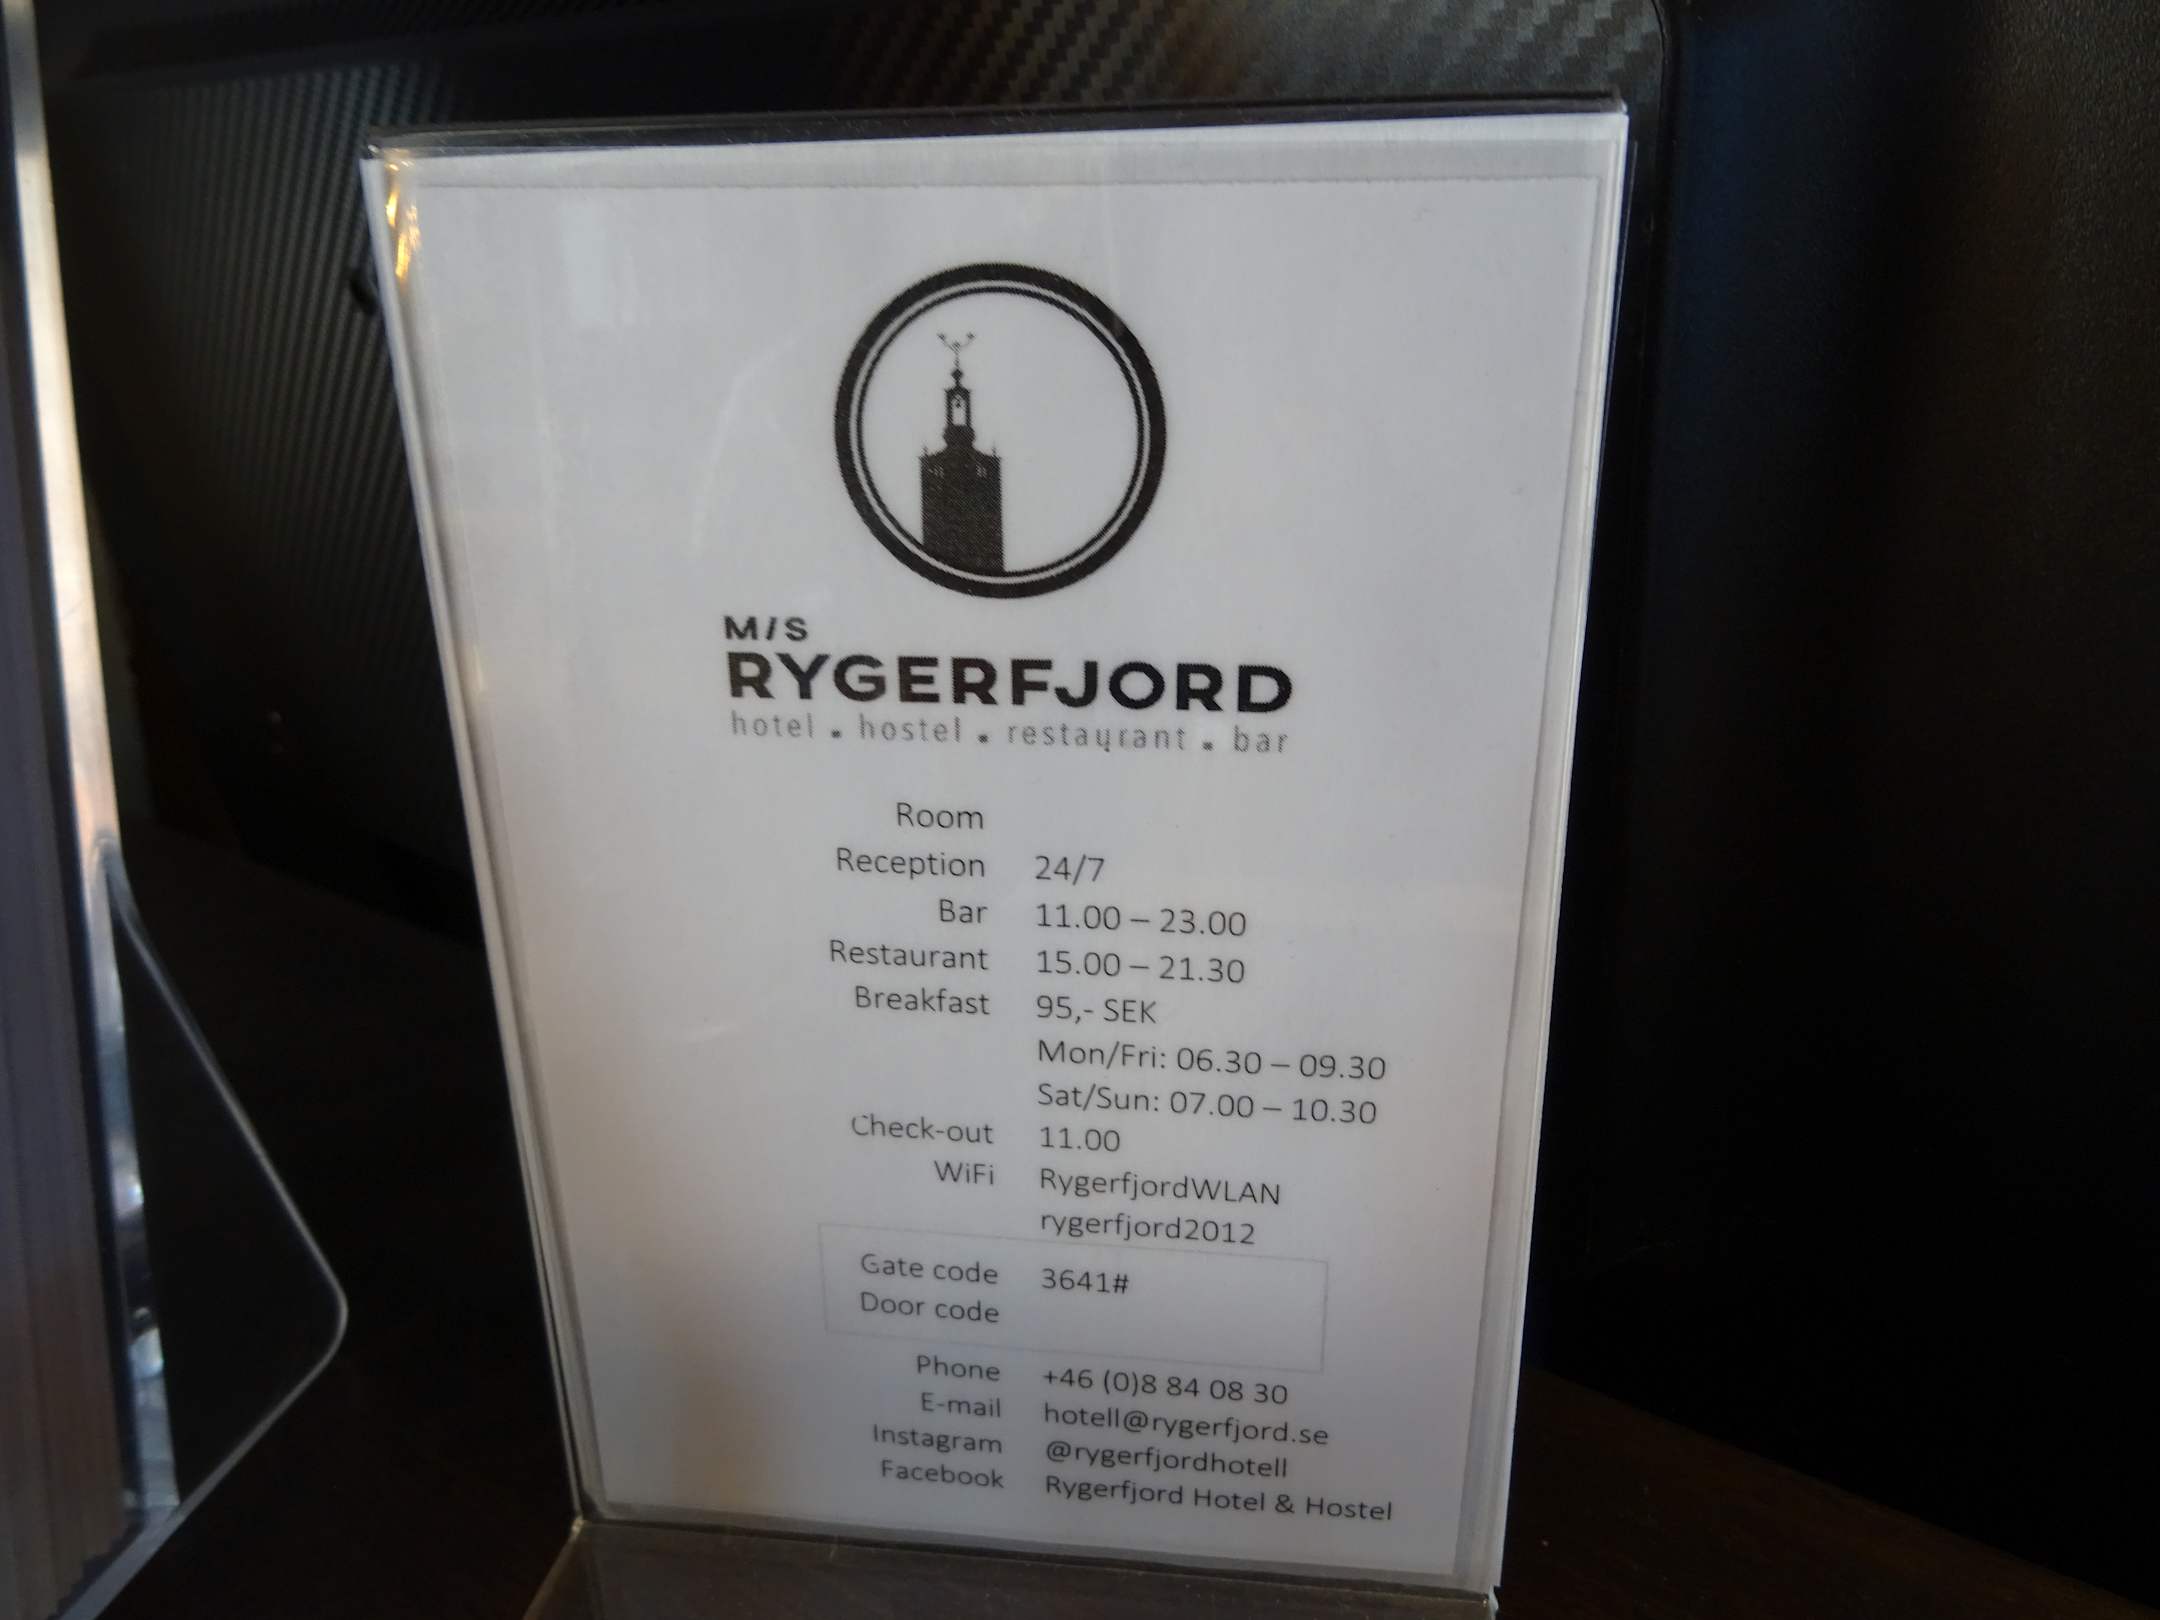 M/S
RYGERFJORD
hotel . hostel . restaurant . bar
Room
Reception 24/7
Bar 11.00 – 23.00
Restaurant 15.00 – 21.30
Breakfast 95,- SEK
Mon/Fri: 06.30 – 09.30
Sat/Sun: 07.00 – 10.30
Check-out 11.00
WiFi RygerfjordWLAN
rygerfjord2012
Gate code 3641#
Door code
Phone +46 (0)8 84 08 30
E-mail hotell@rygerfjord.se
Instagram @rygerfjordhotell
Facebook Rygerfjord Hotel & Hostel